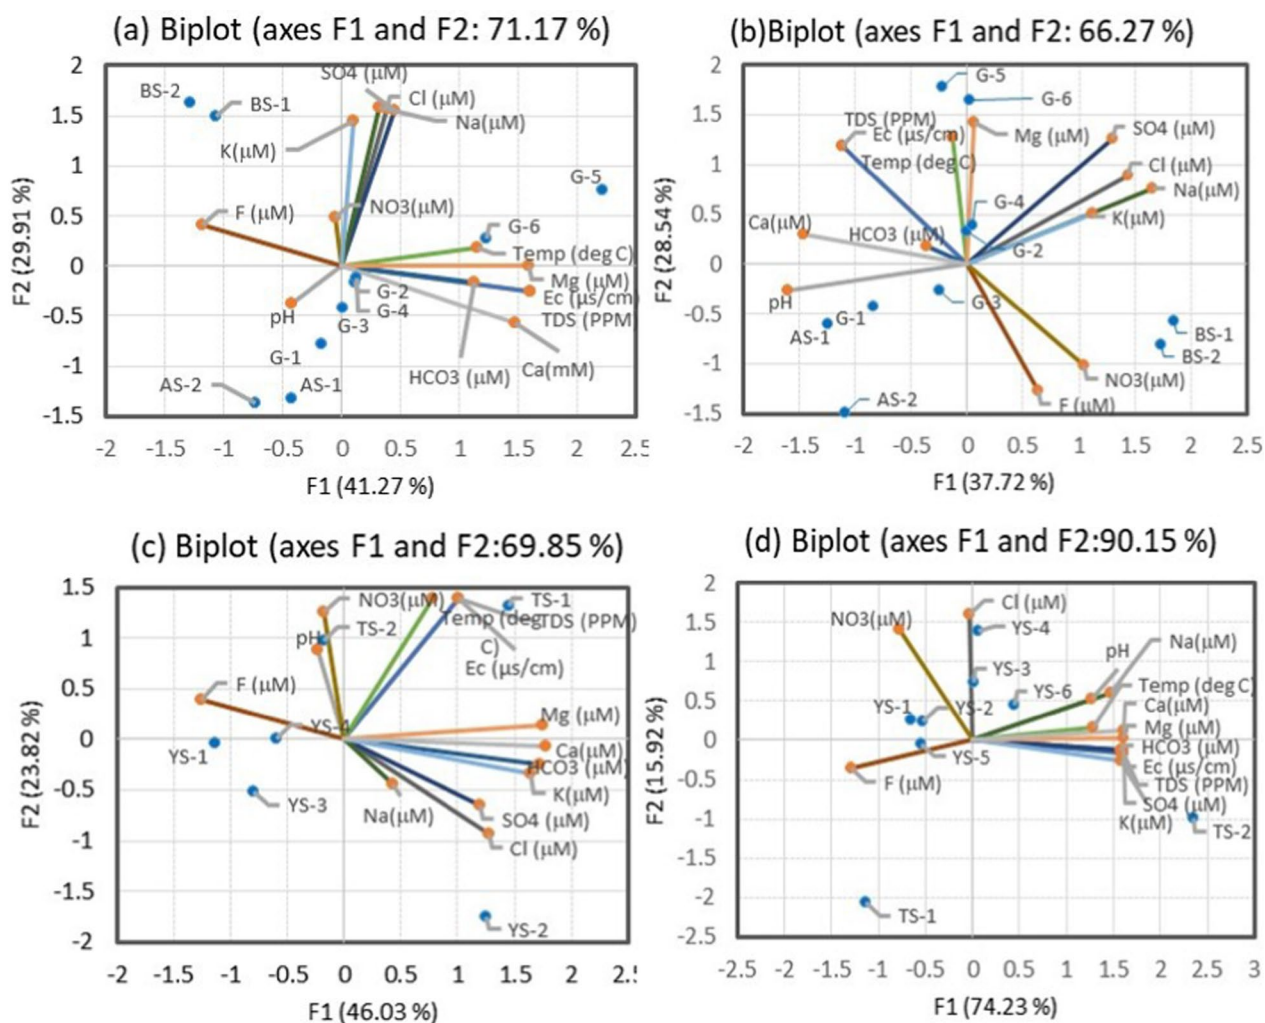 (a) Biplot (axes F1 and F2: 71.17 %)
2
1.5
1
0.5
0
-0.5
-1
-1.5
F2 (29.91 %)
BS-2
BS-1
SO4 (µM)
Cl (µM)
Na(µM)
K(µM)
G-5
F (µM)
NO3(µM)
G-6
Temp (deg C)
Mg (µM)
Ec (µs/cm)
TDS (PPM)
pH
G-2
G-4
G-3
G-1
HCO3 (µM)
Ca(mM)
AS-2
AS-1
-2 -1.5 -1 -0.5 0 0.5 1 1.5 2 2.5
F1 (41.27 %)
(b)Biplot (axes F1 and F2: 66.27 %)
2
1.5
1
0.5
0
-0.5
-1
-1.5
F2 (28.54 %)
G-5
G-6
TDS (PPM)
Ec (µs/cm)
Mg (µM)
SO4 (µM)
Temp (deg C)
Cl (µM)
Na(µM)
G-4
K(µM)
Ca(µM)
HCO3 (µM)
G-2
pH
G-3
G-1
AS-1
BS-1
BS-2
NO3(µM)
AS-2
F (µM)
-2 -1.5 -1 -0.5 0 0.5 1 1.5 2 2.5
F1 (37.72 %)
(c) Biplot (axes F1 and F2:69.85 %)
1.5
1
0.5
0
-0.5
-1
-1.5
-2
F2 (23.82 %)
NO3(µM)
TS-1
Temp (deg C)
TDS (PPM)
pH
TS-2
Ec (µs/cm)
F (µM)
YS-4
Mg (µM)
YS-1
Ca(µM)
HCO3 (µM)
K(µM)
YS-3
Na(µM)
SO4 (µM)
Cl (µM)
YS-2
-2 -1.5 -1 -0.5 0 0.5 1 1.5 2 2.5
F1 (46.03 %)
(d) Biplot (axes F1 and F2:90.15 %)
2
1.5
1
0.5
0
-0.5
-1
-1.5
-2
-2.5
F2 (15.92 %)
NO3(µM)
Cl (µM)
YS-4
Na(µM)
pH
YS-3
Temp (deg C)
YS-6
Ca(µM)
YS-1
YS-2
Mg (µM)
HCO3 (µM)
YS-5
Ec (µs/cm)
F (µM)
TDS (PPM)
SO4 (µM)
K(µM)
TS-2
TS-1
-2.5 -2 -1.5 -1 -0.5 0 0.5 1 1.5 2 2.5 3
F1 (74.23 %)